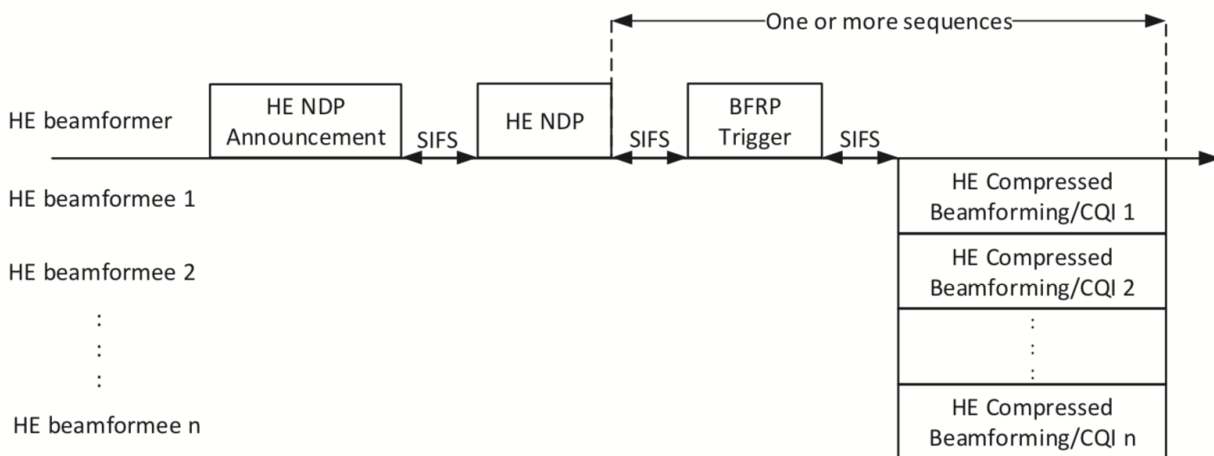 One or more sequences
HE beamformer
HE NDP
Announcement
SIFS
HE NDP
SIFS
BFRP
Trigger
SIFS
HE beamformee 1
HE Compressed
Beamforming/CQI 1
HE beamformee 2
HE Compressed
Beamforming/CQI 2
:
:
:
:
:
:
HE beamformee n
HE Compressed
Beamforming/CQI n